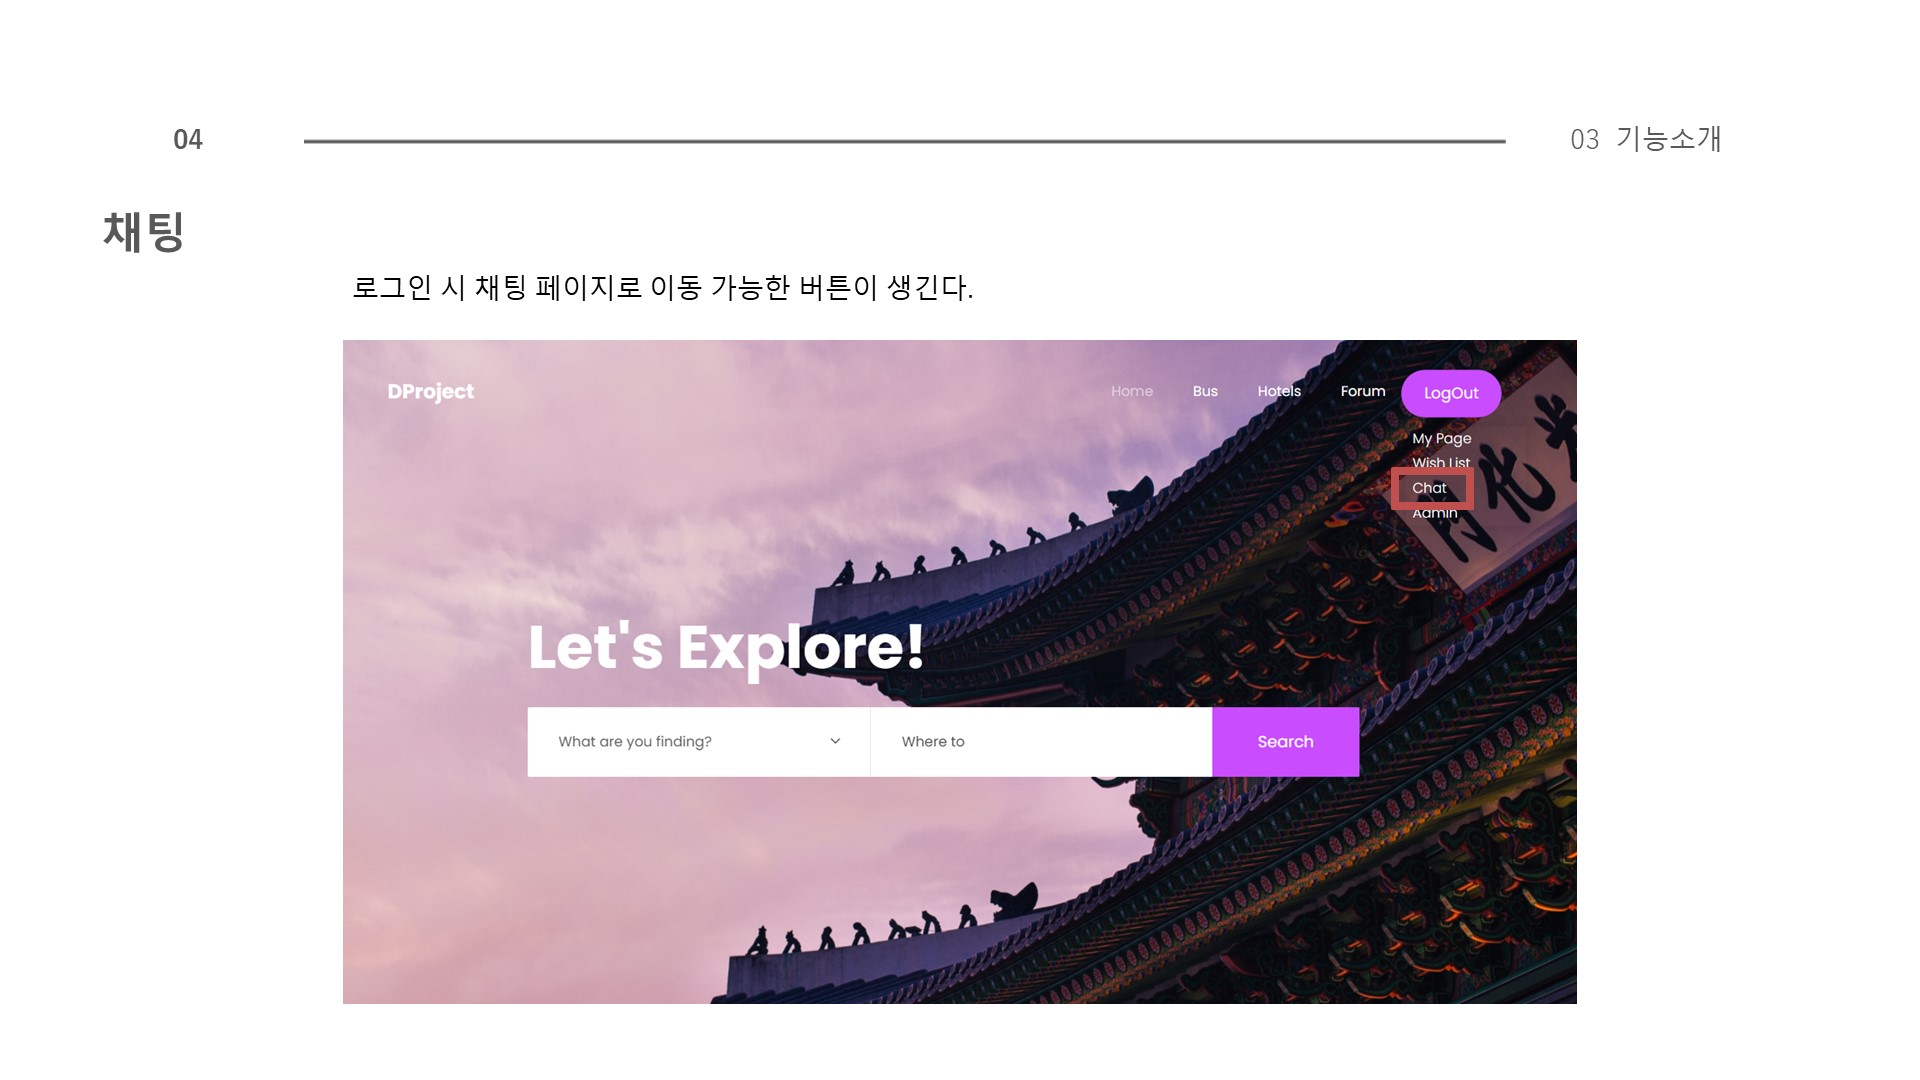 04
03 기능소개
채팅
로그인 시 채팅 페이지로 이동 가능한 버튼이 생긴다.
DProject
Home Bus Hotels Forum LogOut
My Page
Wish List
Chat
Admin
Let's Explore!
What are you finding? Where to Search